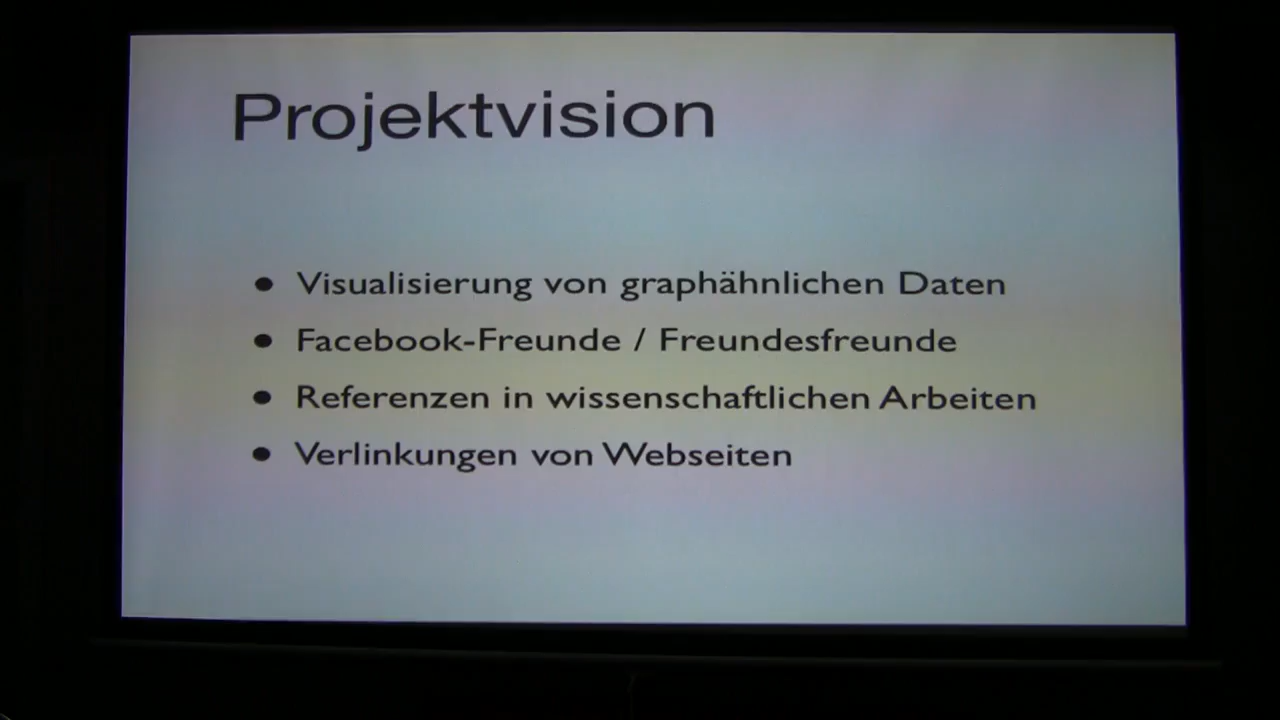 Projektvision
• Visualisierung von graphähnlichen Daten
• Facebook-Freunde / Freundesfreunde
• Referenzen in wissenschaftlichen Arbeiten
• Verlinkungen von Webseiten